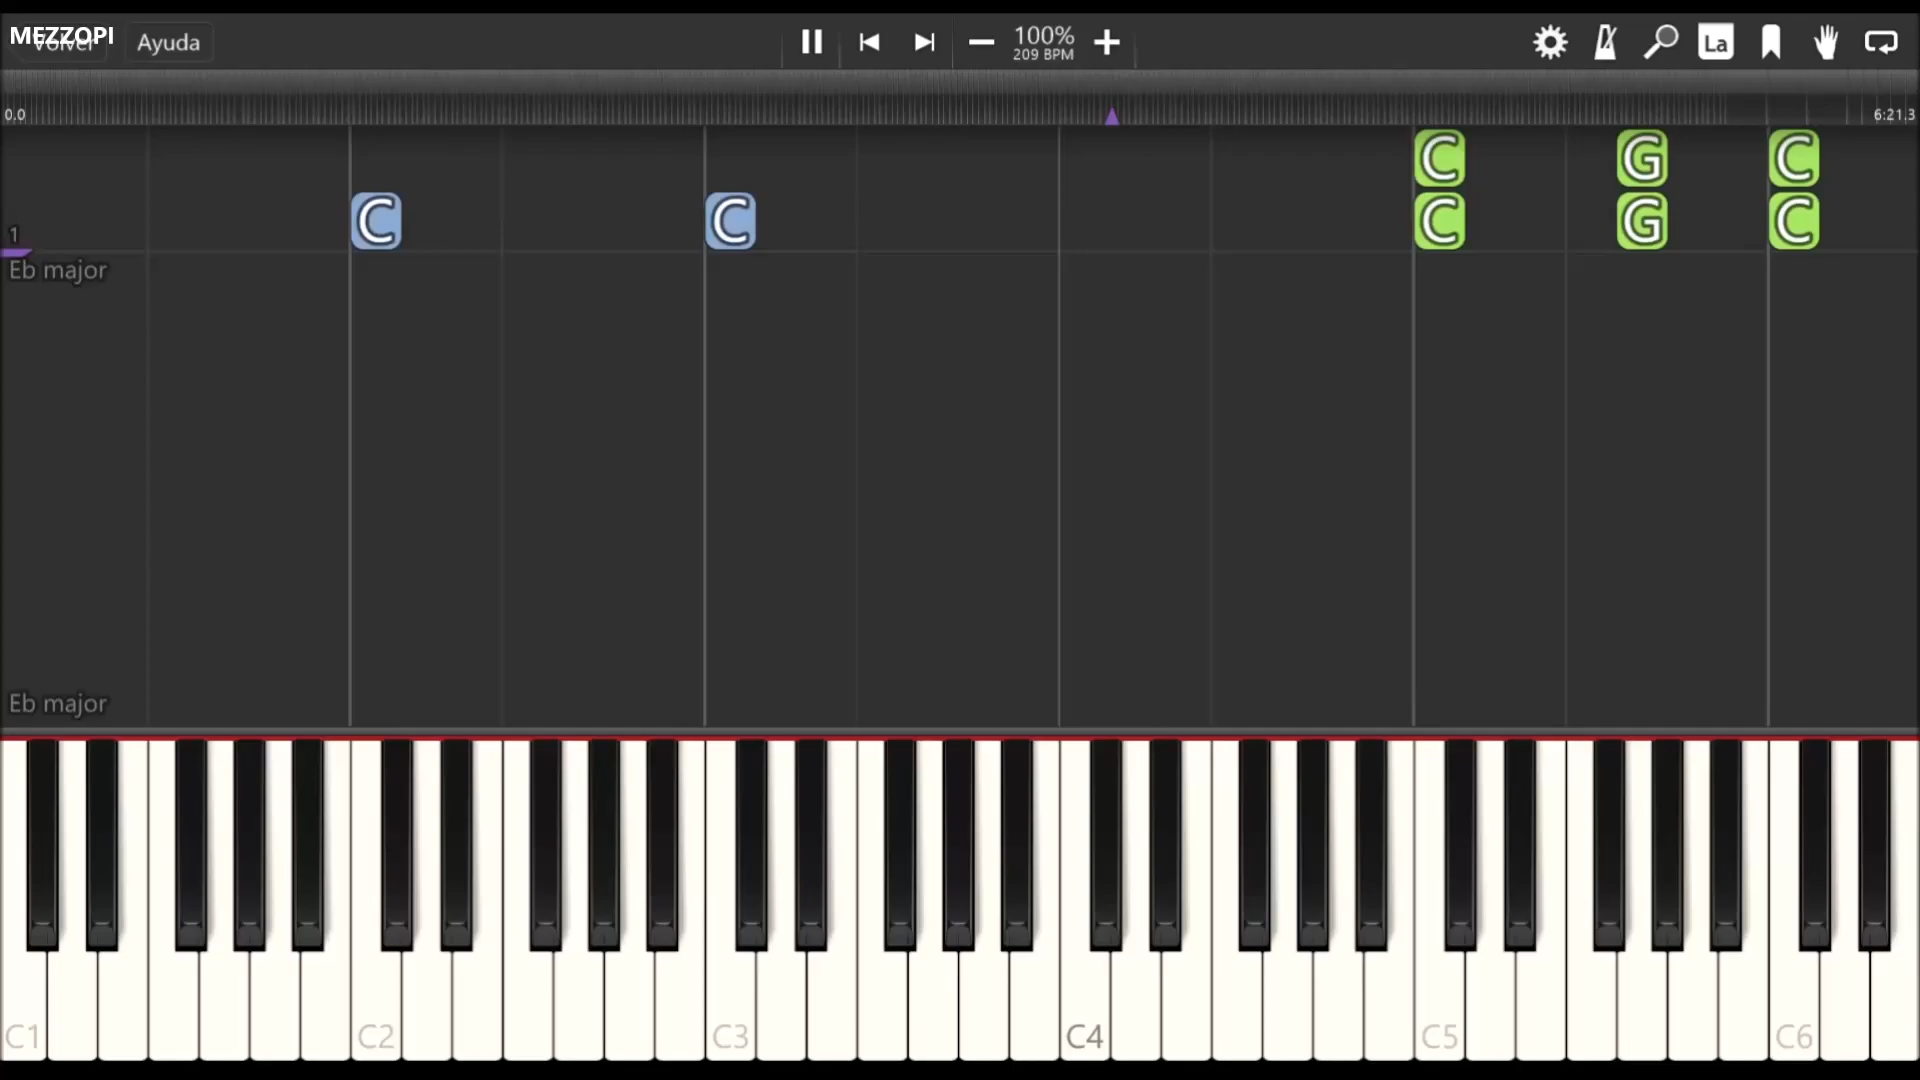 MEZZOPI
Volver
Ayuda
100%
209 BPM
La
0.0
6:21.3
C G C
C C C G C
1
Eb major
Eb major
C1 C2 C3 C4 C5 C6